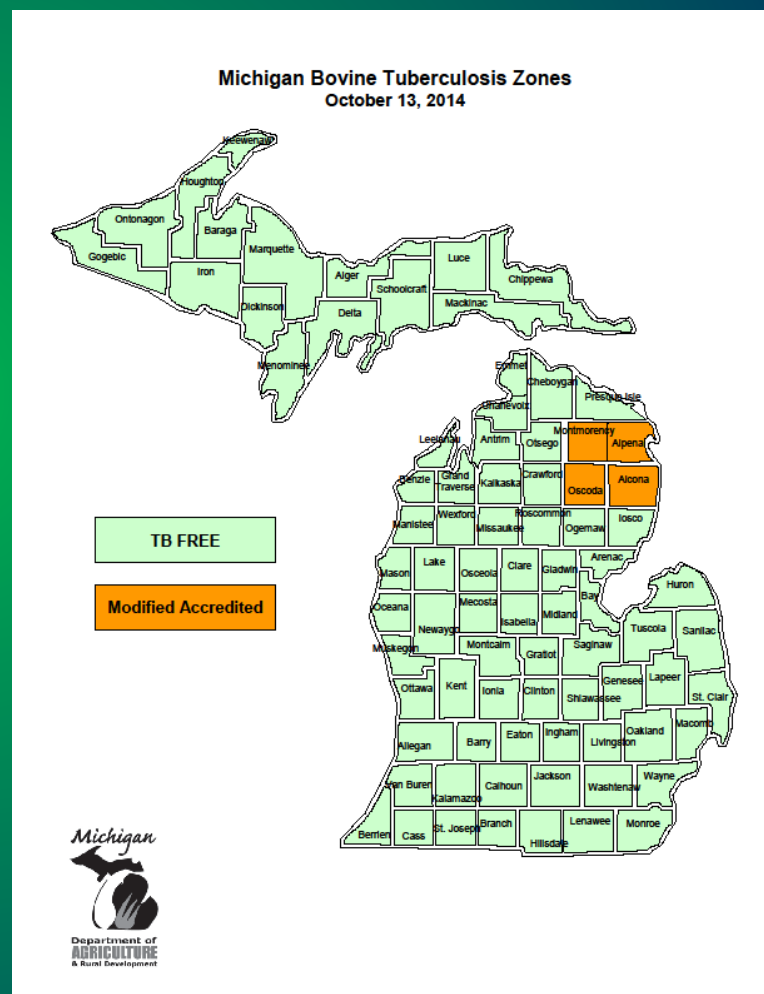 Michigan Bovine Tuberculosis Zones
October 13, 2014
Keewenaw
Houghton
Ontonagon
Baraga
Marquette
Gogebic
Iron
Alger
Luce
Chippewa
Schoolcraft
Mackinac
Dickinson
Delta
Menominee
Emmet
Cheboygan
Presque Isle
Charlevoix
Montmorency
Leelanau
Antrim
Otsego
Alpena
Benzie
Grand
Traverse
Kalkaska
Crawford
Oscoda
Alcona
Manistee
Wexford
Missaukee
Roscommon
Ogemaw
Iosco
TB FREE
Arenac
Mason
Lake
Osceola
Clare
Gladwin
Huron
Modified Accredited
Oceana
Newaygo
Mecosta
Isabella
Midland
Bay
Tuscola
Sanilac
Muskegon
Montcalm
Gratiot
Saginaw
Ottawa
Kent
Ionia
Clinton
Shiawassee
Genesee
Lapeer
St. Clair
Allegan
Barry
Eaton
Ingham
Livingston
Oakland
Macomb
Van Buren
Kalamazoo
Calhoun
Jackson
Washtenaw
Wayne
Berrien
Cass
St. Joseph
Branch
Hillsdale
Lenawee
Monroe
Michigan
Department of
AGRICULTURE
& Rural Development